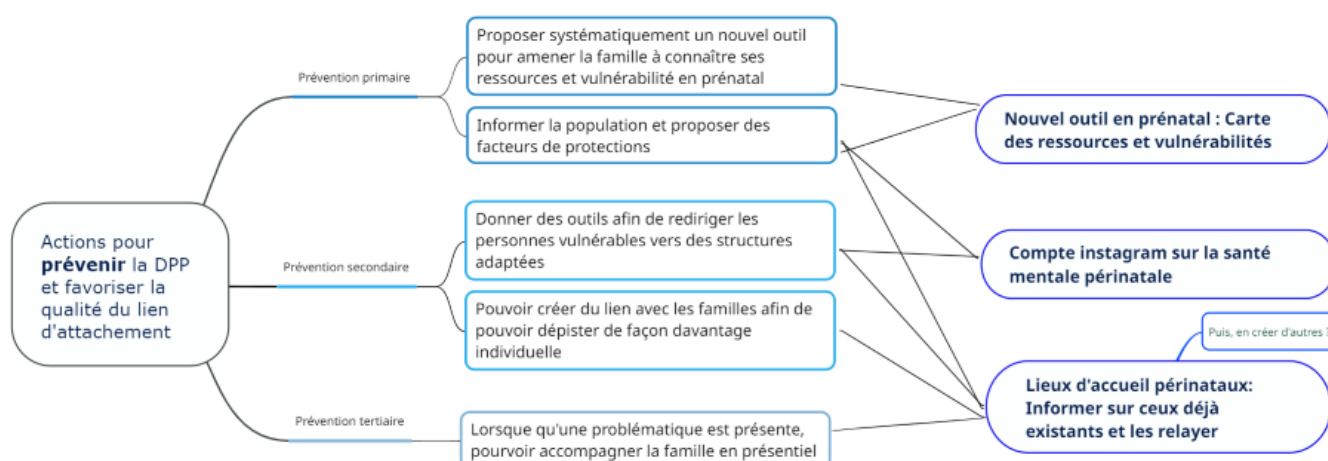 Actions pour
prévenir la DPP
et favoriser la
qualité du lien
d'attachement
Prévention primaire
Proposer systématiquement un nouvel outil
pour amener la famille à connaître ses
ressources et vulnérabilité en prénatal
Informer la population et proposer des
facteurs de protections
Prévention secondaire
Donner des outils afin de rediriger les
personnes vulnérables vers des structures
adaptées
Pouvoir créer du lien avec les familles afin de
pouvoir dépister de façon davantage
individuelle
Prévention tertiaire
Lorsque qu'une problématique est présente,
pourvoir accompagner la famille en présentiel
Nouvel outil en prénatal : Carte
des ressources et vulnérabilités
Compte instagram sur la santé
mentale périnatale
Puis, en créer d'autres ?
Lieux d'accueil périnataux:
Informer sur ceux déjà
existants et les relayer